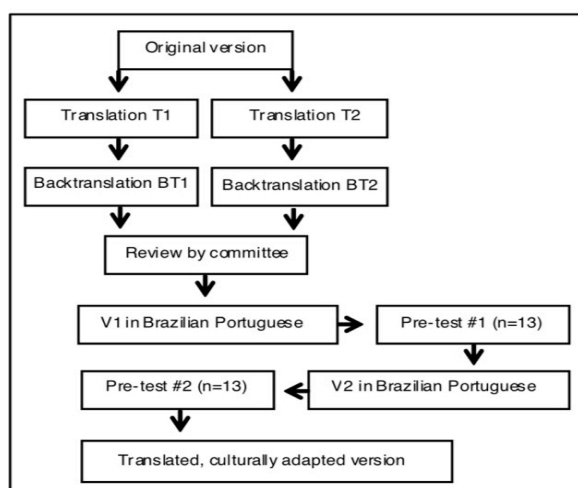 Original version
Translation T1
Translation T2
Backtranslation BT1
Backtranslation BT2
Review by committee
V1 in Brazilian Portuguese
Pre-test #1 (n=13)
Pre-test #2 (n=13)
V2 in Brazilian Portuguese
Translated, culturally adapted version